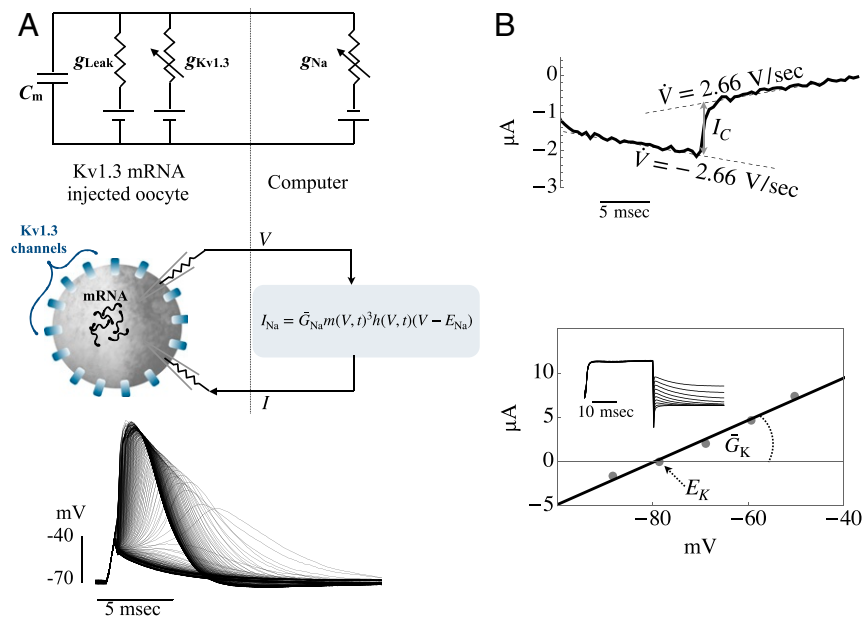 A
g_Leak
g_Kv1.3
g_Na
C_m
Kv1.3 mRNA
injected oocyte
Computer
Kv1.3
channels
mRNA
V
I_Na = Ḡ_Na m(V, t)³h(V, t)(V − E_Na)
I
mV
-40
-70
5 msec
B
0
−1
−2
−3
μA
V̇ = 2.66 V/sec
I_C
V̇ = − 2.66 V/sec
5 msec
10
5
0
−5
μA
10 msec
Ḡ_K
E_K
−80
−60
−40
mV